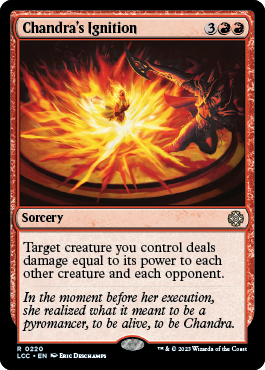 Chandra's Ignition 3
Sorcery
Target creature you control deals
damage equal to its power to each
other creature and each opponent.
In the moment before her execution,
she realized what it meant to be a
pyromancer, to be alive, to be Chandra.
R 0220
LCC • EN Eric Deschamps
™ & © 2023 Wizards of the Coast